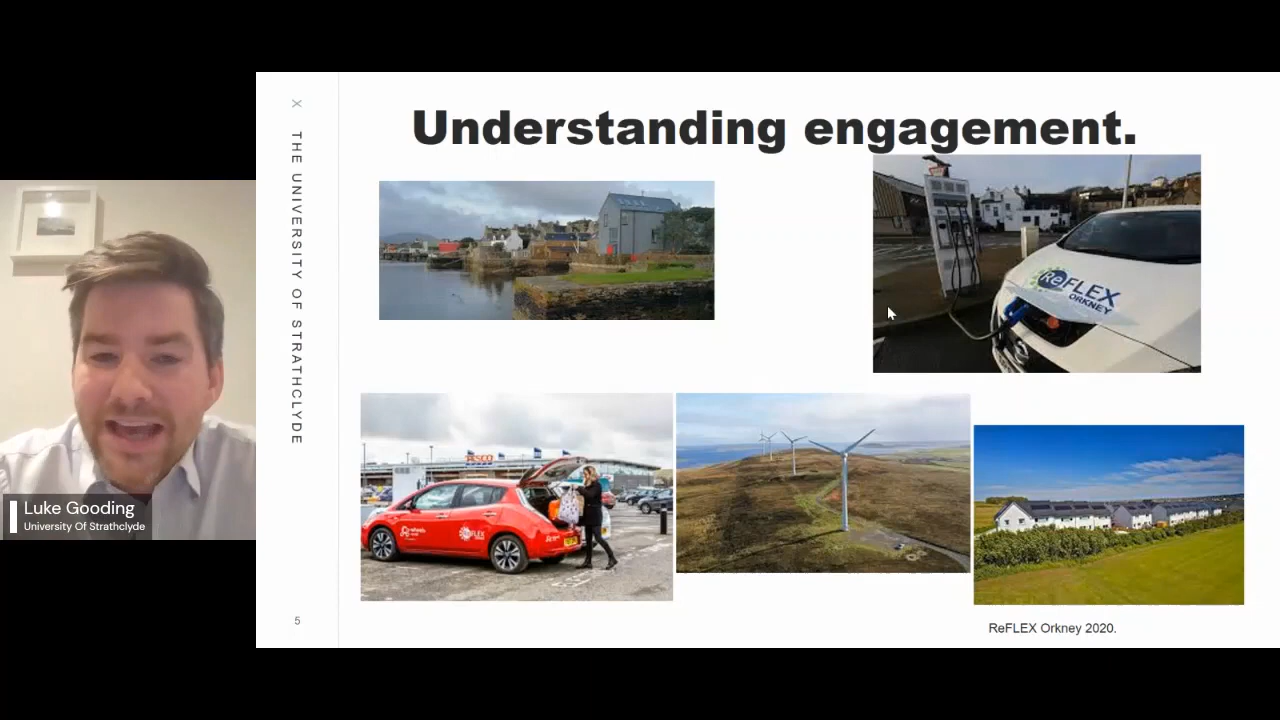 Understanding engagement.
X THE UNIVERSITY OF STRATHCLYDE
ReFLEX
ORKNEY
TESCO
ReFLEX
Luke Gooding
University Of Strathclyde
5
ReFLEX Orkney 2020.